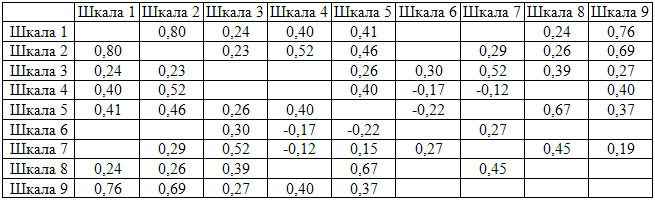 Шкала 1 Шкала 2 Шкала 3 Шкала 4 Шкала 5 Шкала 6 Шкала 7 Шкала 8 Шкала 9
Шкала 1 0,80 0,24 0,40 0,41 0,24 0,76
Шкала 2 0,80 0,23 0,52 0,46 0,29 0,26 0,69
Шкала 3 0,24 0,23 0,26 0,30 0,52 0,39 0,27
Шкала 4 0,40 0,52 0,40 -0,17 -0,12 0,40
Шкала 5 0,41 0,46 0,26 0,40 -0,22 0,67 0,37
Шкала 6 0,30 -0,17 -0,22 0,27
Шкала 7 0,29 0,52 -0,12 0,15 0,27 0,45 0,19
Шкала 8 0,24 0,26 0,39 0,67 0,45
Шкала 9 0,76 0,69 0,27 0,40 0,37